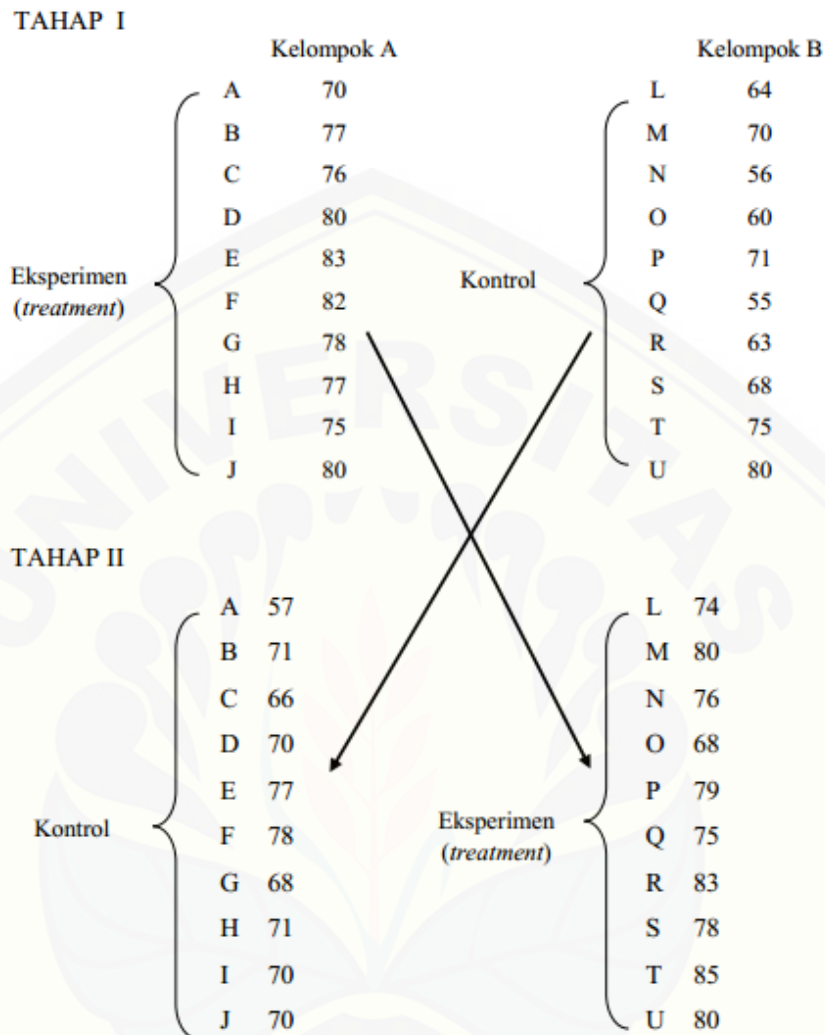 TAHAP I
Kelompok A Kelompok B
A 70 L 64
B 77 M 70
C 76 N 56
D 80 O 60
E 83 P 71
Eksperimen
(treatment)
Kontrol
F 82 Q 55
G 78 R 63
H 77 S 68
I 75 T 75
J 80 U 80
UNIVERSITAS
TAHAP II
A 57 L 74
B 71 M 80
C 66 N 76
D 70 O 68
E 77 P 79
Kontrol
Eksperimen
(treatment)
F 78 Q 75
G 68 R 83
H 71 S 78
I 70 T 85
J 70 U 80